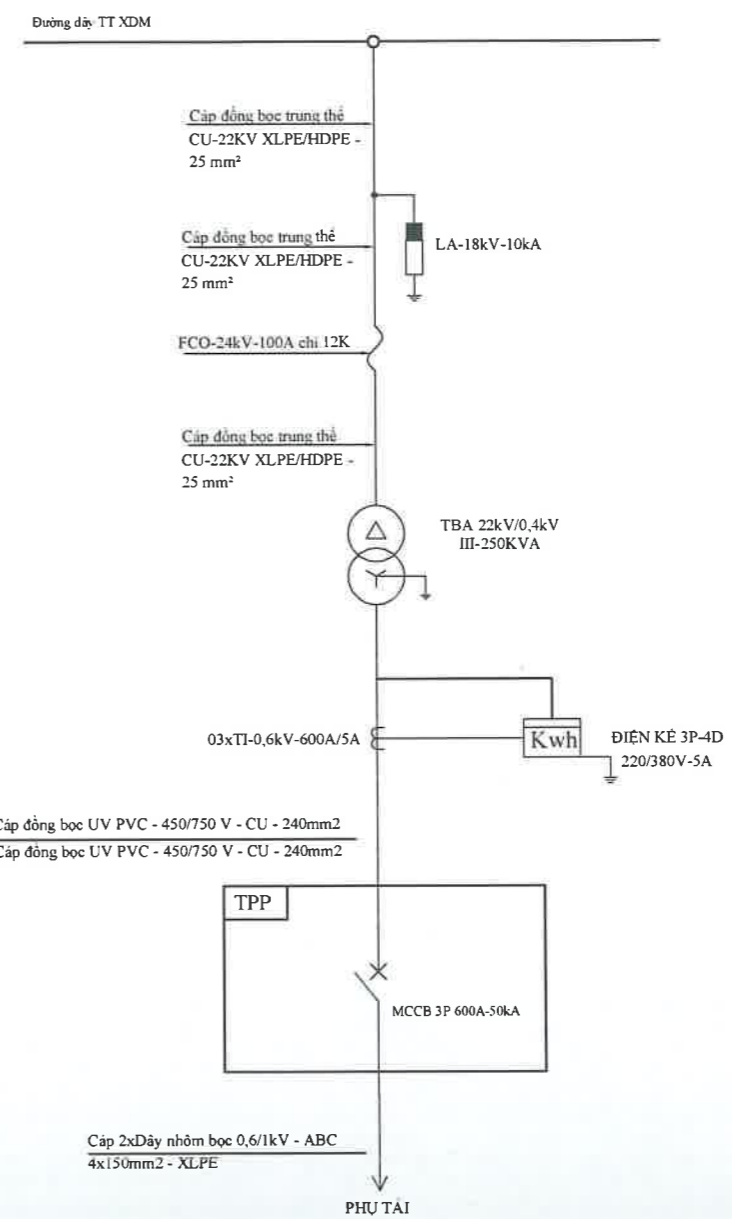 Đường dây TT XDM
Cáp đồng bọc trung thế
CU-22KV XLPE/HDPE -
25 mm²
LA-18kV-10kA
Cáp đồng bọc trung thế
CU-22KV XLPE/HDPE -
25 mm²
FCO-24kV-100A chì 12K
Cáp đồng bọc trung thế
CU-22KV XLPE/HDPE -
25 mm²
TBA 22kV/0,4kV
III-250KVA
03xTI-0,6kV-600A/5A
Kwh
ĐIỆN KẾ 3P-4D
220/380V-5A
Cáp đồng bọc UV PVC - 450/750 V - CU - 240mm2
Cáp đồng bọc UV PVC - 450/750 V - CU - 240mm2
TPP
MCCB 3P 600A-50kA
Cáp 2xDây nhôm bọc 0,6/1kV - ABC
4x150mm2 - XLPE
PHỤ TẢI